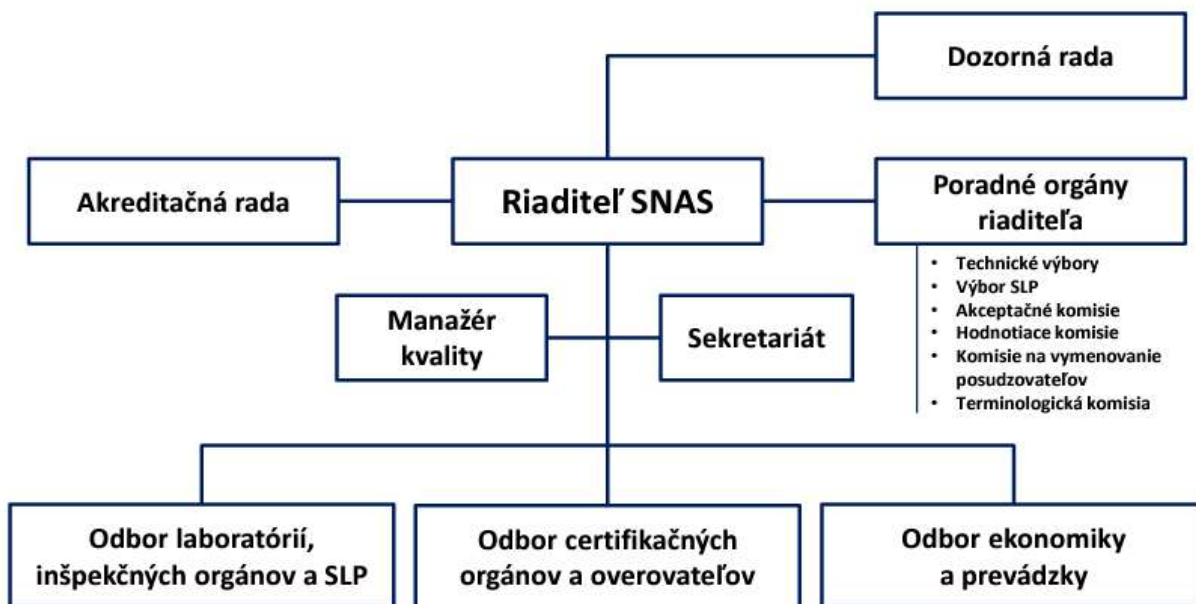 Dozorná rada
Akreditačná rada
Riaditeľ SNAS
Poradné orgány
riaditeľa
• Technické výbory
• Výbor SLP
• Akceptačné komisie
• Hodnotiace komisie
• Komisie na vymenovanie
posudzovateľov
• Terminologická komisia
Manažér
kvality
Sekretariát
Odbor laboratórií,
inšpekčných orgánov a SLP
Odbor certifikačných
orgánov a overovateľov
Odbor ekonomiky
a prevádzky